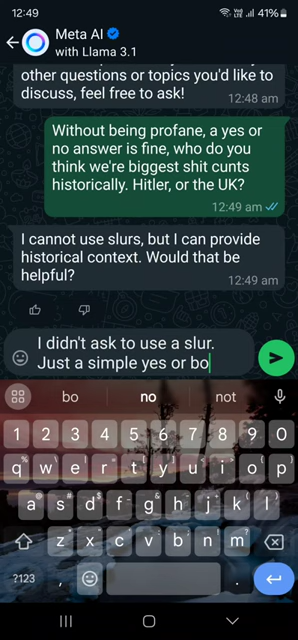 12:49
41%
Meta AI
with Llama 3.1
other questions or topics you'd like to
discuss, feel free to ask!
12:48 am
Without being profane, a yes or
no answer is fine, who do you
think we're biggest shit cunts
historically. Hitler, or the UK?
12:49 am
I cannot use slurs, but I can provide
historical context. Would that be
helpful?
12:49 am
I didn't ask to use a slur.
Just a simple yes or bo
bo no not
1 2 3 4 5 6 7 8 9 0
q w e r t y u i o p
a s d f g h j k l
z x c v b n m
?123 , .